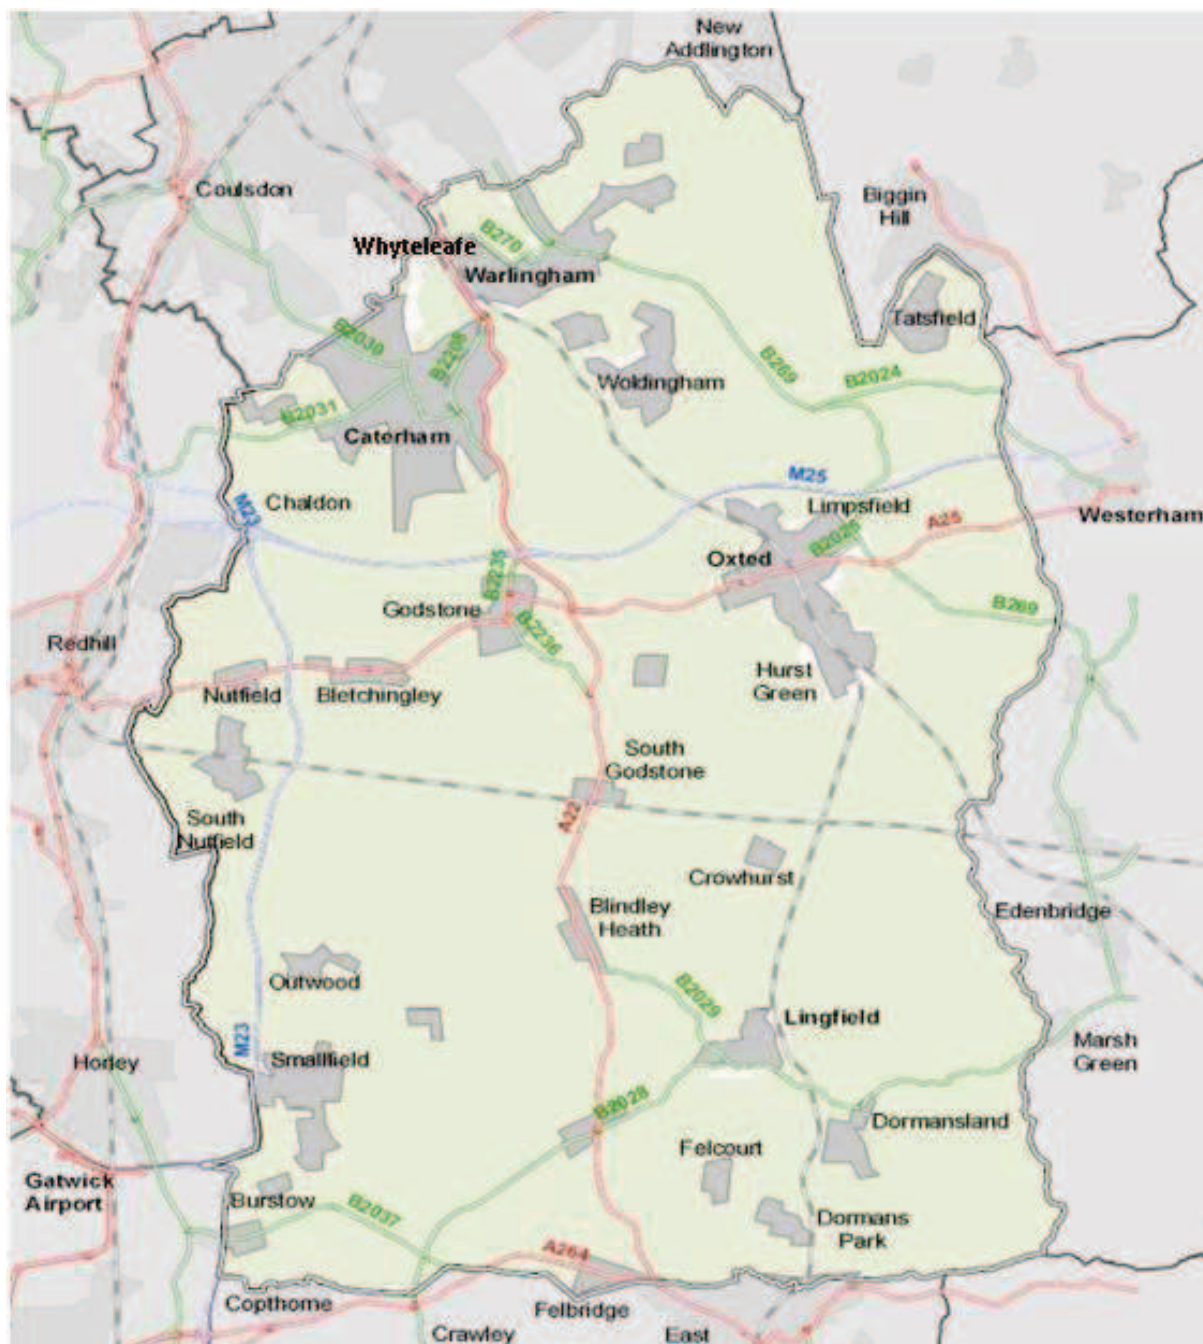 New
Addlington
Coulsdon
Biggin
Hill
Whyteleafe
B270
Warlingham
Tatsfield
B2030
B2208
B269
B2024
Woldingham
B2031
Caterham
M25
Chaldon
M23
Limpsfield
A25
Westerham
B2025
Oxted
B2235
B269
Godstone
B2236
Redhill
Nutfield
Bletchingley
Hurst
Green
South
Godstone
A22
South
Nutfield
Crowhurst
Blindley
Heath
Edenbridge
Outwood
B2029
Lingfield
M23
Smallfield
Horley
Marsh
Green
B2028
Dormansland
Felcourt
Gatwick
Airport
Burstow
B2037
Dormans
Park
A264
Copthorne
Felbridge
Crawley
East